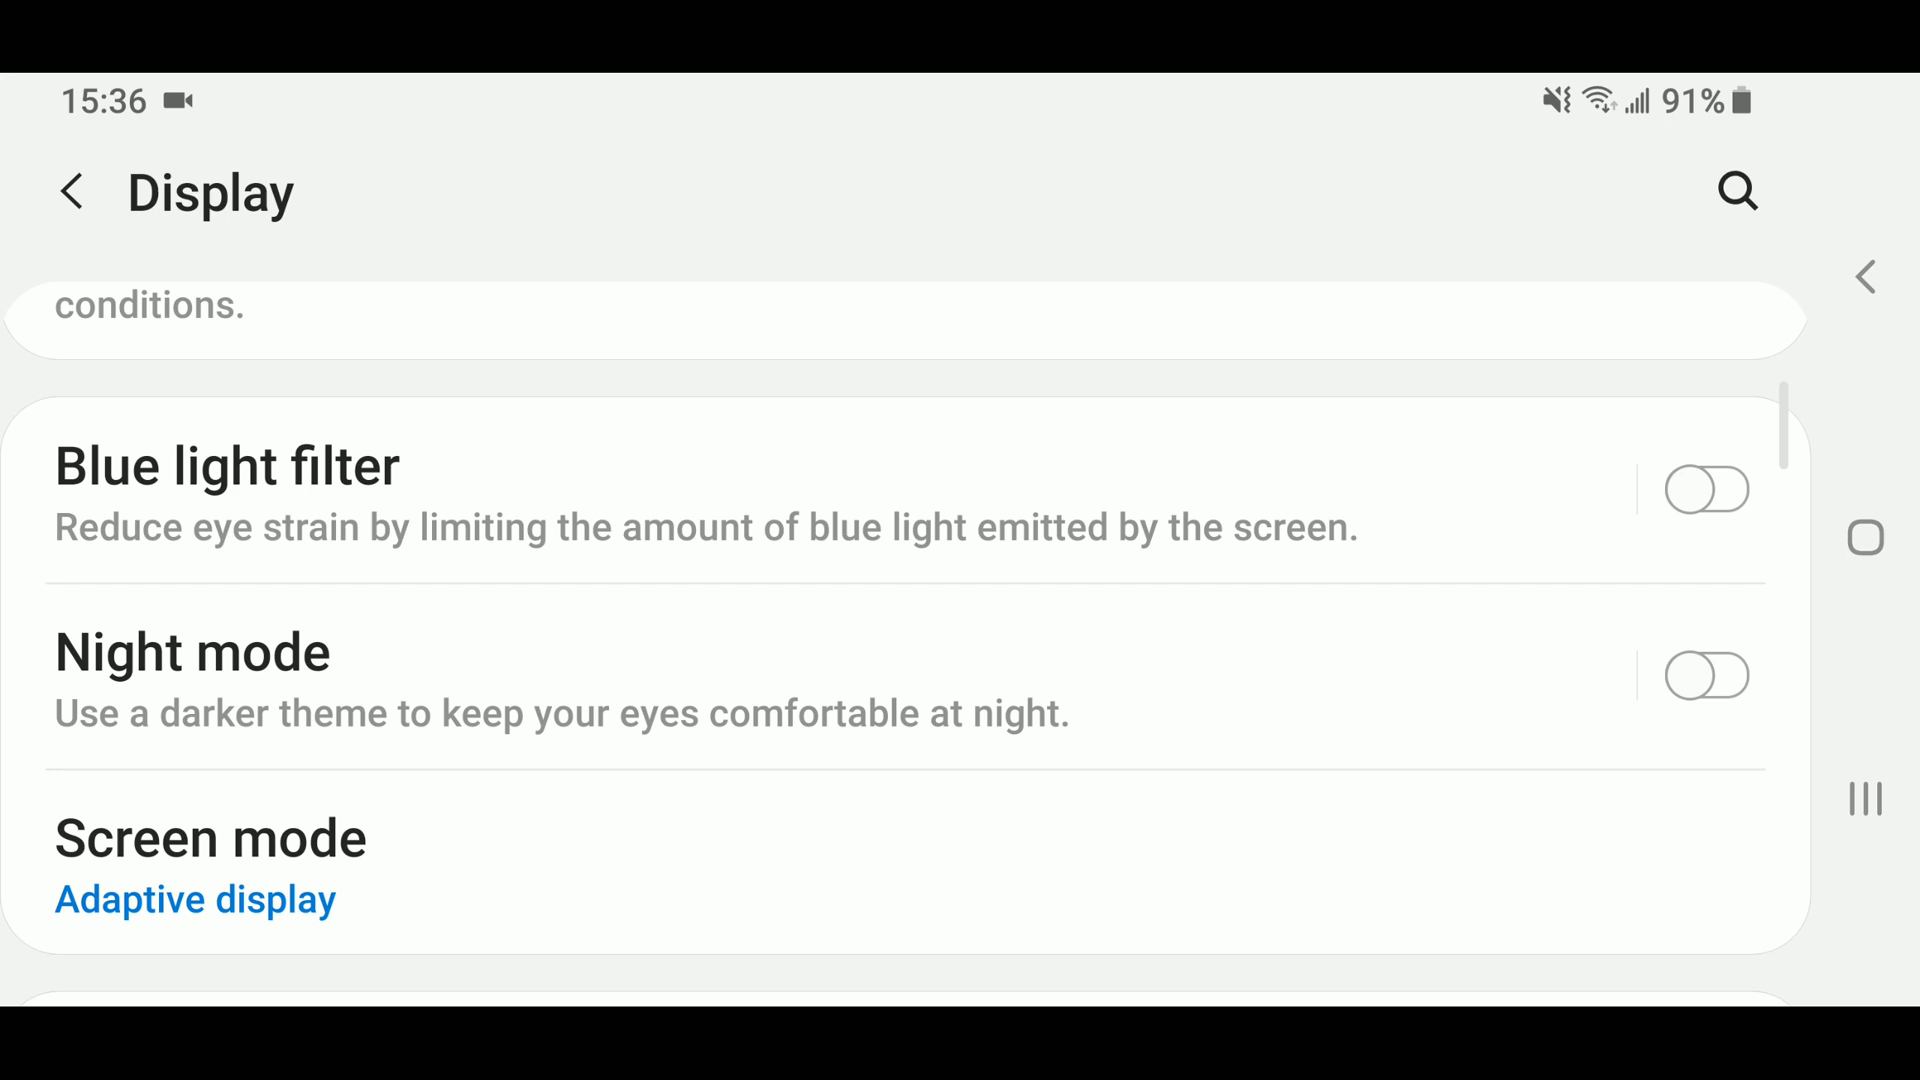 15:36
91%
Display
conditions.
Blue light filter
Reduce eye strain by limiting the amount of blue light emitted by the screen.
Night mode
Use a darker theme to keep your eyes comfortable at night.
Screen mode
Adaptive display